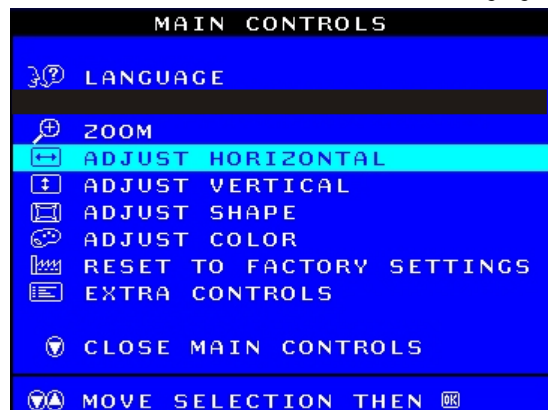 MAIN CONTROLS
LANGUAGE
ZOOM
ADJUST HORIZONTAL
ADJUST VERTICAL
ADJUST SHAPE
ADJUST COLOR
RESET TO FACTORY SETTINGS
EXTRA CONTROLS
CLOSE MAIN CONTROLS
MOVE SELECTION THEN OK